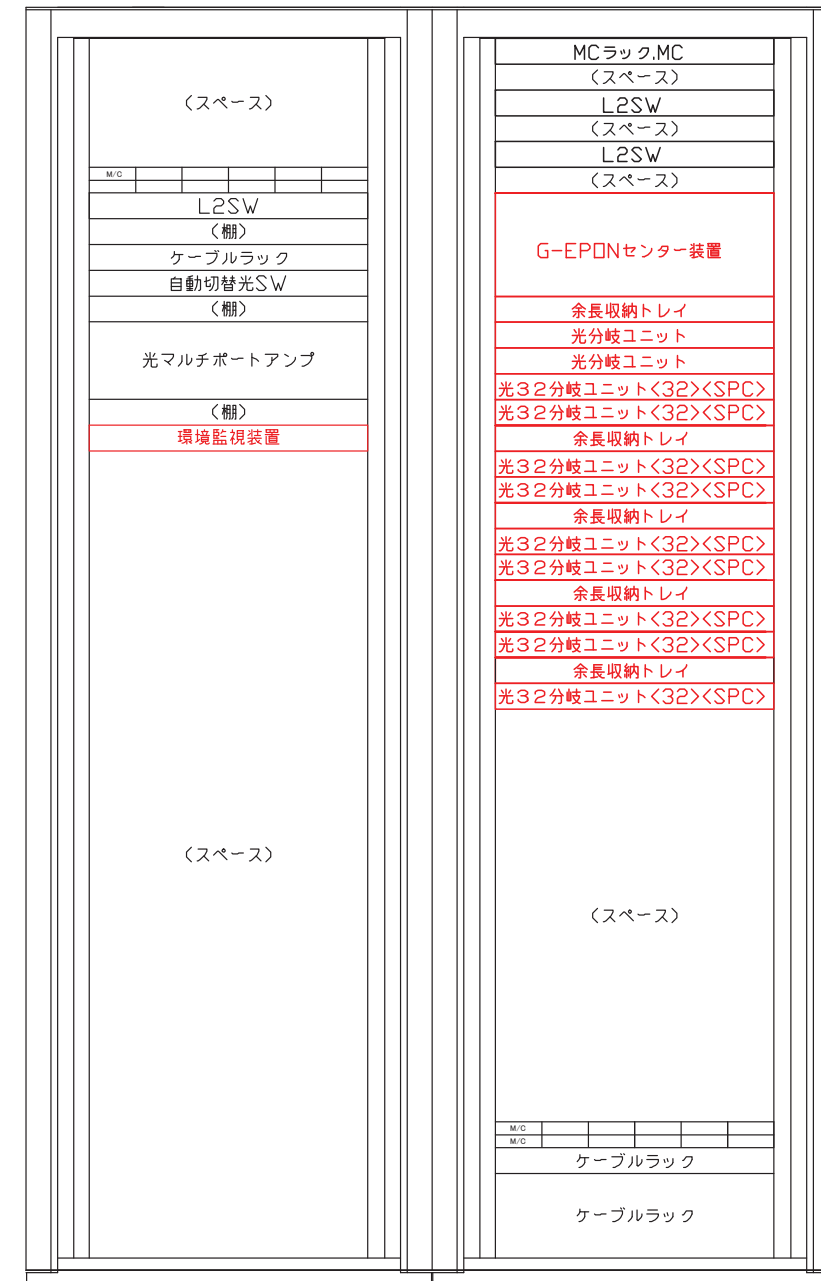 (スペース)
M/C
L2SW
(棚)
ケーブルラック
自動切替光SW
(棚)
光マルチポートアンプ
(棚)
環境監視装置
(スペース)
MCラック,MC
(スペース)
L2SW
(スペース)
L2SW
(スペース)
G-EPONセンター装置
余長収納トレイ
光分岐ユニット
光分岐ユニット
光32分岐ユニット<32><SPC>
光32分岐ユニット<32><SPC>
余長収納トレイ
光32分岐ユニット<32><SPC>
光32分岐ユニット<32><SPC>
余長収納トレイ
光32分岐ユニット<32><SPC>
光32分岐ユニット<32><SPC>
余長収納トレイ
光32分岐ユニット<32><SPC>
光32分岐ユニット<32><SPC>
余長収納トレイ
光32分岐ユニット<32><SPC>
(スペース)
M/C
M/C
ケーブルラック
ケーブルラック